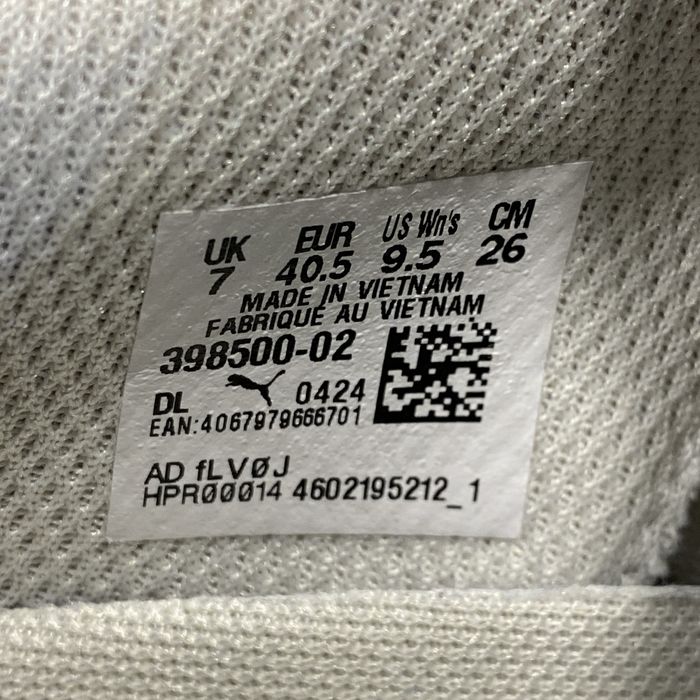 UK EUR US Wn's CM
7 40.5 9.5 26
MADE IN VIETNAM
FABRIQUÉ AU VIETNAM
398500-02
DL 0424
EAN:4067979666701
AD fLVØJ
HPR00014 4602195212_1